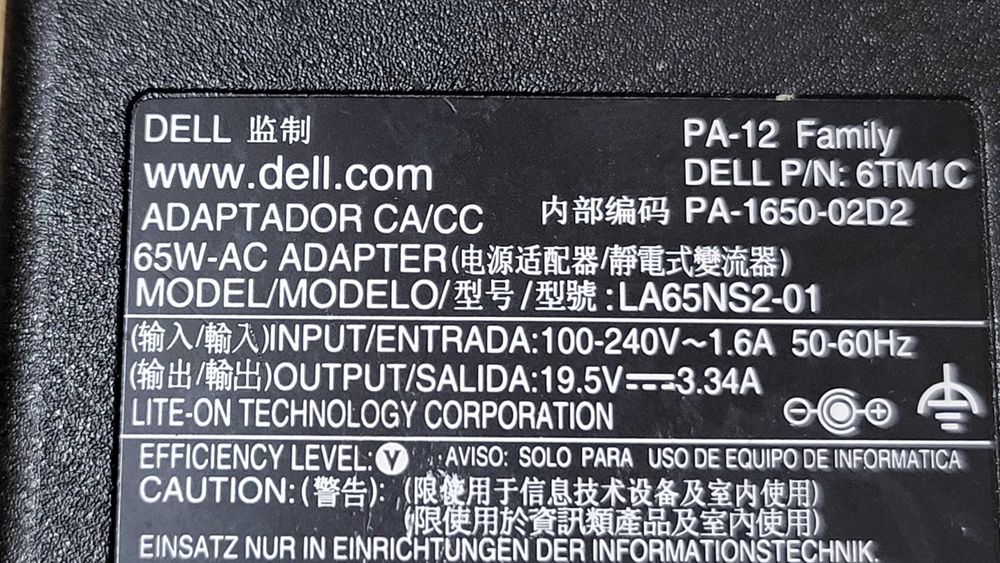 DELL 监制
PA-12 Family
www.dell.com
DELL P/N: 6TM1C
ADAPTADOR CA/CC
内部编码 PA-1650-02D2
65W-AC ADAPTER(电源适配器/靜電式變流器)
MODEL/MODELO/型号/型號:LA65NS2-01
(输入/輸入)INPUT/ENTRADA:100-240V~1.6A 50-60Hz
(输出/輸出)OUTPUT/SALIDA:19.5V⎓3.34A
LITE-ON TECHNOLOGY CORPORATION
EFFICIENCY LEVEL:V AVISO: SOLO PARA USO DE EQUIPO DE INFORMATICA
CAUTION:(警告): (限使用于信息技术设备及室内使用)
(限使用於資訊類產品及室內使用)
EINSATZ NUR IN EINRICHTUNGEN DER INFORMATIONSTECHNIK.